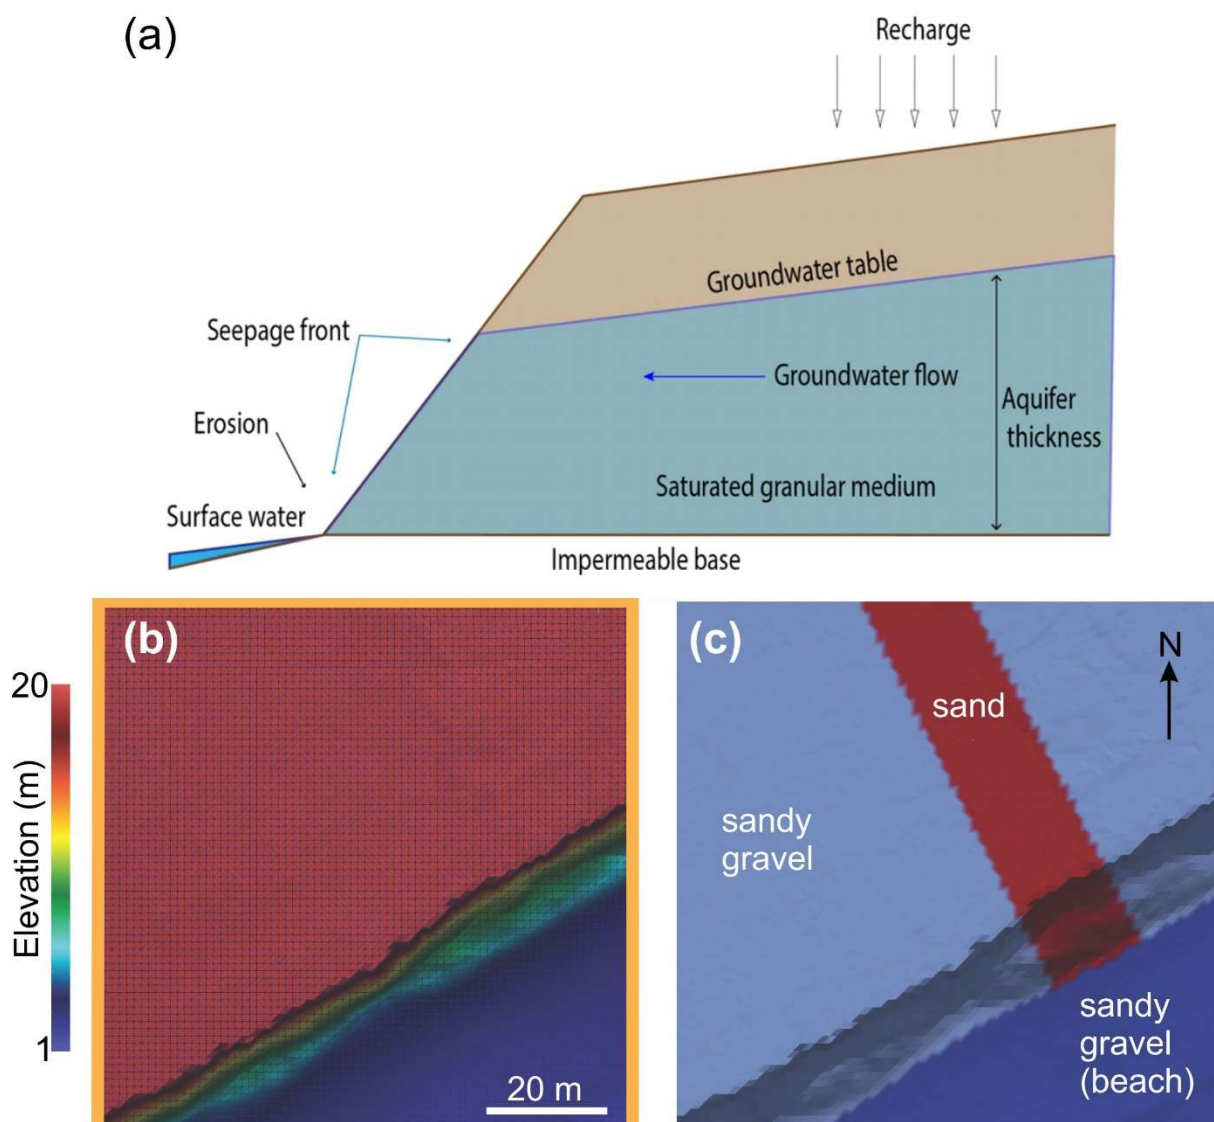 (a)
Recharge
Groundwater table
Seepage front
Groundwater flow
Aquifer
thickness
Erosion
Saturated granular medium
Surface water
Impermeable base
(b)
20
Elevation (m)
1
20 m
(c)
N
sand
sandy
gravel
sandy
gravel
(beach)